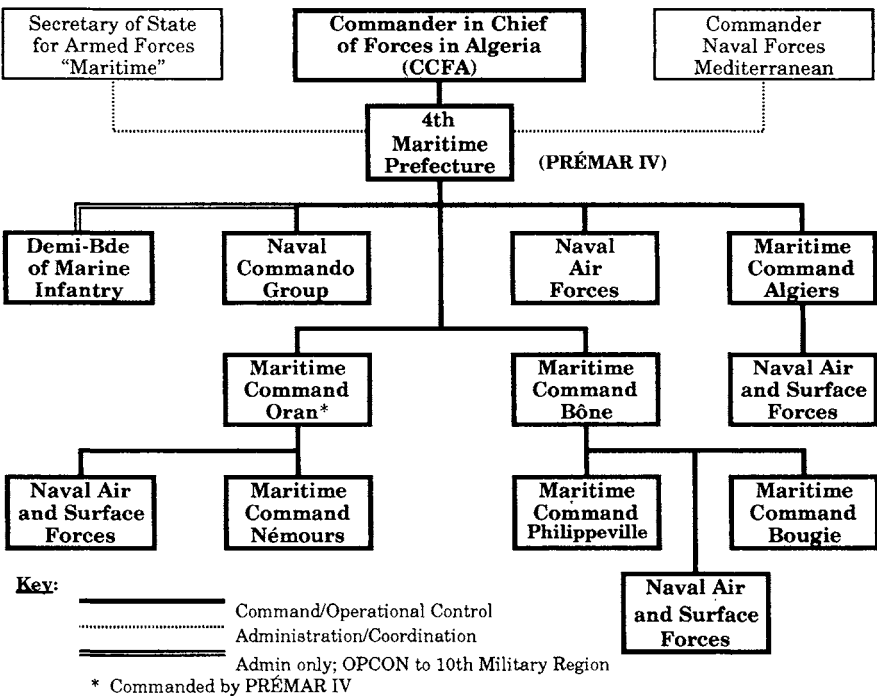 Secretary of State
for Armed Forces
“Maritime”
Commander in Chief
of Forces in Algeria
(CCFA)
Commander
Naval Forces
Mediterranean
4th
Maritime
Prefecture
(PRÉMAR IV)
Demi-Bde
of Marine
Infantry
Naval
Commando
Group
Naval
Air
Forces
Maritime
Command
Algiers
Maritime
Command
Oran*
Maritime
Command
Bône
Naval Air
and Surface
Forces
Naval Air
and Surface
Forces
Maritime
Command
Némours
Maritime
Command
Philippeville
Maritime
Command
Bougie
Naval Air
and Surface
Forces
Key:
Command/Operational Control
Administration/Coordination
Admin only; OPCON to 10th Military Region
* Commanded by PRÉMAR IV